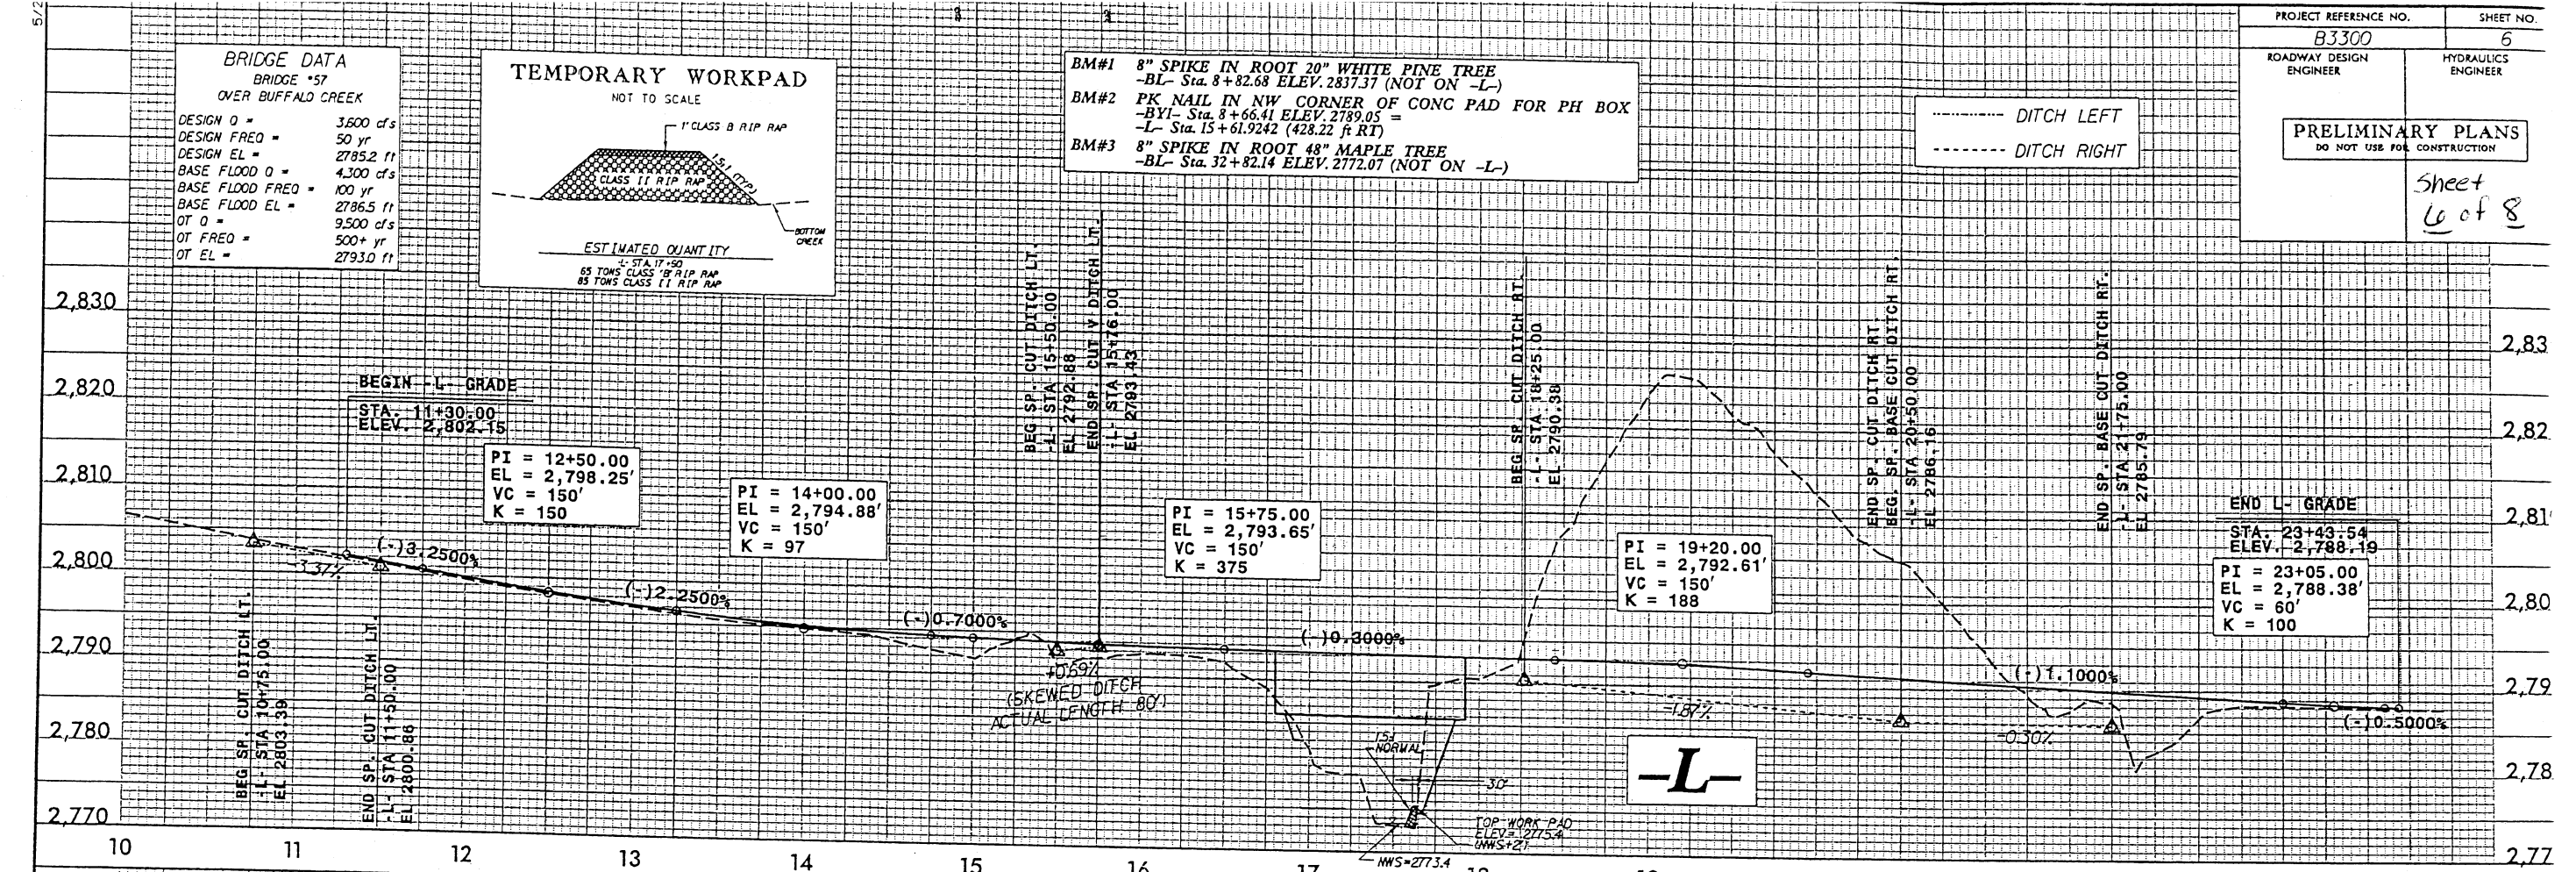 5/2
BRIDGE DATA
BRIDGE #57
OVER BUFFALO CREEK
DESIGN Q = 3,600 cfs
DESIGN FREQ = 50 yr
DESIGN EL = 2785.2 ft
BASE FLOOD Q = 4,300 cfs
BASE FLOOD FREQ = 100 yr
BASE FLOOD EL = 2786.5 ft
OT Q = 9,500 cfs
OT FREQ = 500+ yr
OT EL = 2793.0 ft
TEMPORARY WORKPAD
NOT TO SCALE
1' CLASS B RIP RAP
1.5:1 (TYP)
CLASS II RIP RAP
BOTTOM
CREEK
ESTIMATED QUANTITY
-L- STA. 17+50
65 TONS CLASS 'B' RIP RAP
85 TONS CLASS II RIP RAP
BM#1 8" SPIKE IN ROOT 20" WHITE PINE TREE
-BL- Sta. 8+82.68 ELEV. 2837.37 (NOT ON -L-)
BM#2 PK NAIL IN NW CORNER OF CONC PAD FOR PH BOX
-BY1- Sta. 8+66.41 ELEV. 2789.05 =
-L- Sta. 15+61.9242 (428.22 ft RT)
BM#3 8" SPIKE IN ROOT 48" MAPLE TREE
-BL- Sta. 32+82.14 ELEV. 2772.07 (NOT ON -L-)
DITCH LEFT
DITCH RIGHT
PROJECT REFERENCE NO. SHEET NO.
B3300 6
ROADWAY DESIGN
ENGINEER
HYDRAULICS
ENGINEER
PRELIMINARY PLANS
DO NOT USE FOR CONSTRUCTION
Sheet
6 of 8
2,830
2,820
2,810
2,800
2,790
2,780
2,770
BEGIN -L- GRADE
STA. 11+30.00
ELEV. 2,802.15
PI = 12+50.00
EL = 2,798.25'
VC = 150'
K = 150
PI = 14+00.00
EL = 2,794.88'
VC = 150'
K = 97
PI = 15+75.00
EL = 2,793.65'
VC = 150'
K = 375
PI = 19+20.00
EL = 2,792.61'
VC = 150'
K = 188
END L- GRADE
STA. 23+43.54
ELEV. 2,788.19
PI = 23+05.00
EL = 2,788.38'
VC = 60'
K = 100
BEG SP. CUT DITCH LT.
-L- STA 10+75.00
EL 2803.39
END SP. CUT DITCH LT.
-L- STA 11+50.00
EL 2800.86
BEG SP. CUT DITCH LT.
-L- STA 15+50.00
EL 2792.88
END SP. CUT V DITCH LT.
-L- STA 15+76.00
EL 2793.43
BEG SP. CUT DITCH RT.
-L- STA 18+25.00
EL 2790.38
END SP. CUT DITCH RT.
BEG. SP. BASE CUT DITCH RT.
-L- STA 20+50.00
EL 2786.16
END SP. BASE CUT DITCH RT.
-L- STA 21+75.00
EL 2785.79
-3.37%
(-)3.2500%
(-)2.2500%
(-)0.7000%
+0.69%
(SKEWED DITCH
ACTUAL LENGTH 80')
(-)0.3000%
-1.87%
(-)1.1000%
-0.30%
(-)0.5000%
1.5:1
NORMAL
3.0'
TOP WORK PAD
ELEV= 2775.4
(NWS+2')
NWS=2773.4
-L-
2,83
2,82
2,81
2,80
2,79
2,78
2,77
10
11
12
13
14
15
16
17